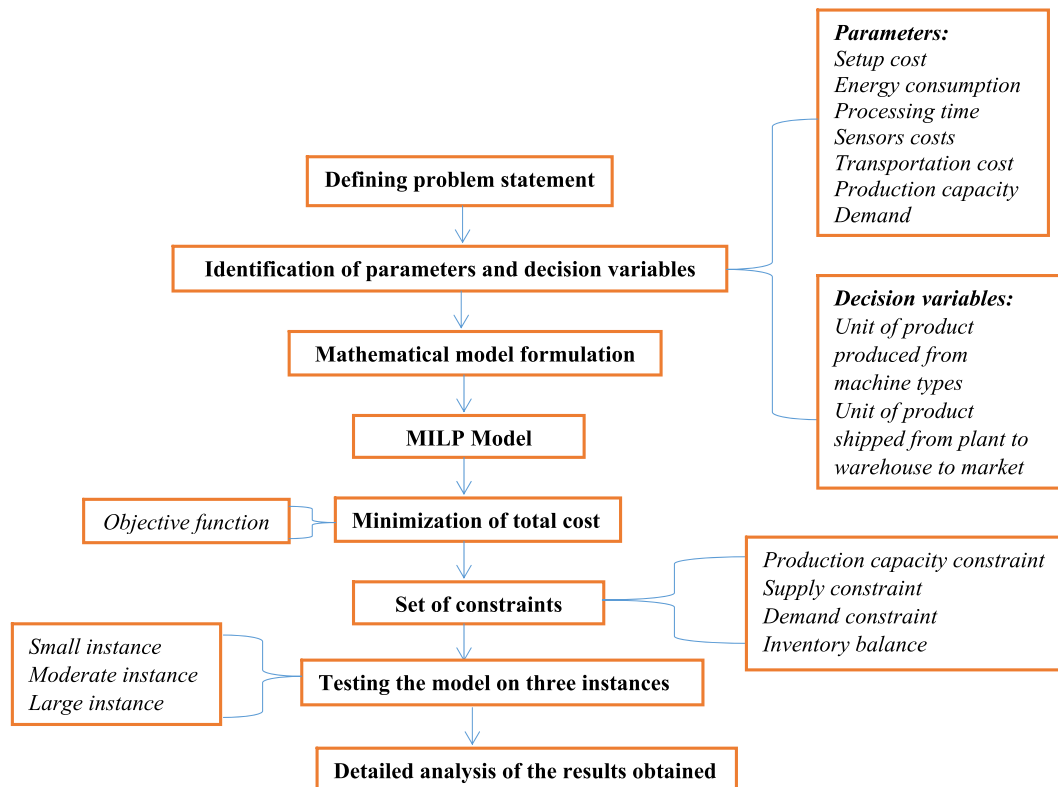 Parameters:
Setup cost
Energy consumption
Processing time
Sensors costs
Transportation cost
Production capacity
Demand
Defining problem statement
Identification of parameters and decision variables
Decision variables:
Unit of product
produced from
machine types
Unit of product
shipped from plant to
warehouse to market
Mathematical model formulation
MILP Model
Objective function
Minimization of total cost
Production capacity constraint
Supply constraint
Demand constraint
Inventory balance
Set of constraints
Small instance
Moderate instance
Large instance
Testing the model on three instances
Detailed analysis of the results obtained